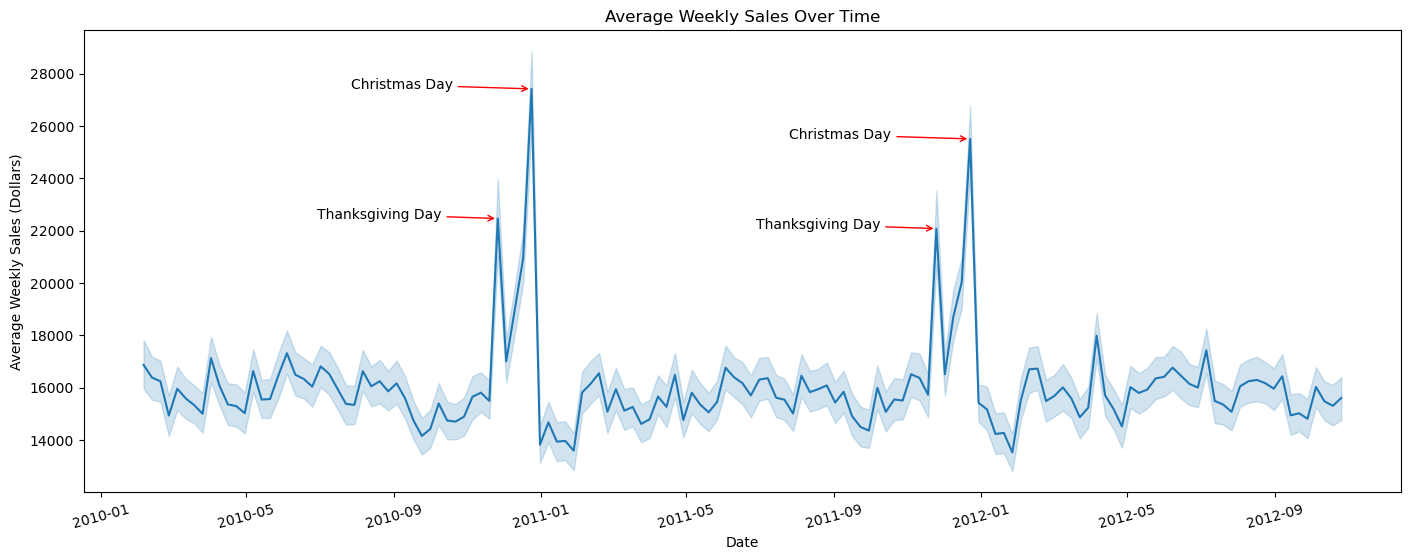 Average Weekly Sales Over Time
Average Weekly Sales (Dollars)
28000
26000
24000
22000
20000
18000
16000
14000
Christmas Day
Thanksgiving Day
Christmas Day
Thanksgiving Day
2010-01
2010-05
2010-09
2011-01
2011-05
2011-09
2012-01
2012-05
2012-09
Date